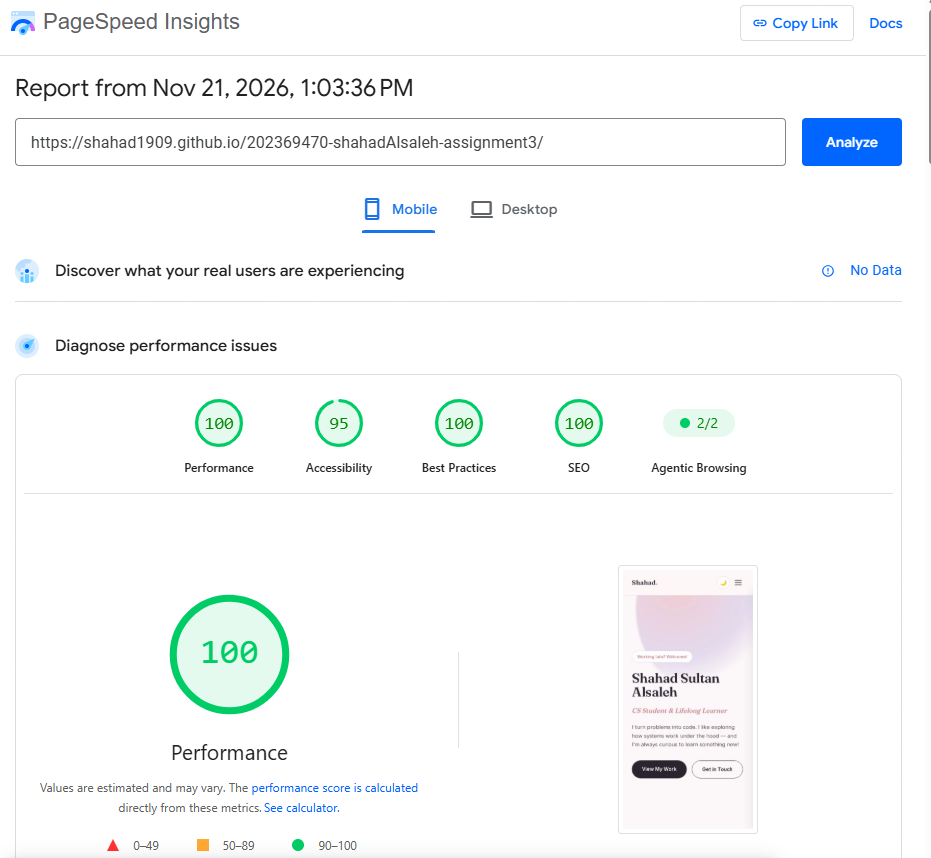 PageSpeed Insights
Copy Link
Docs
Report from Nov 21, 2026, 1:03:36 PM
https://shahad1909.github.io/202369470-shahadAlsaleh-assignment3/
Analyze
Mobile
Desktop
Discover what your real users are experiencing
No Data
Diagnose performance issues
100
95
100
100
2/2
Performance
Accessibility
Best Practices
SEO
Agentic Browsing
100
Performance
Values are estimated and may vary. The performance score is calculated
directly from these metrics. See calculator.
0–49
50–89
90–100
Shahad.
Working late? Welcome!
Shahad Sultan
Alsaleh
CS Student & Lifelong Learner
I turn problems into code. I like exploring
how systems work under the hood — and
I'm always curious to learn something new!
View My Work
Get in Touch